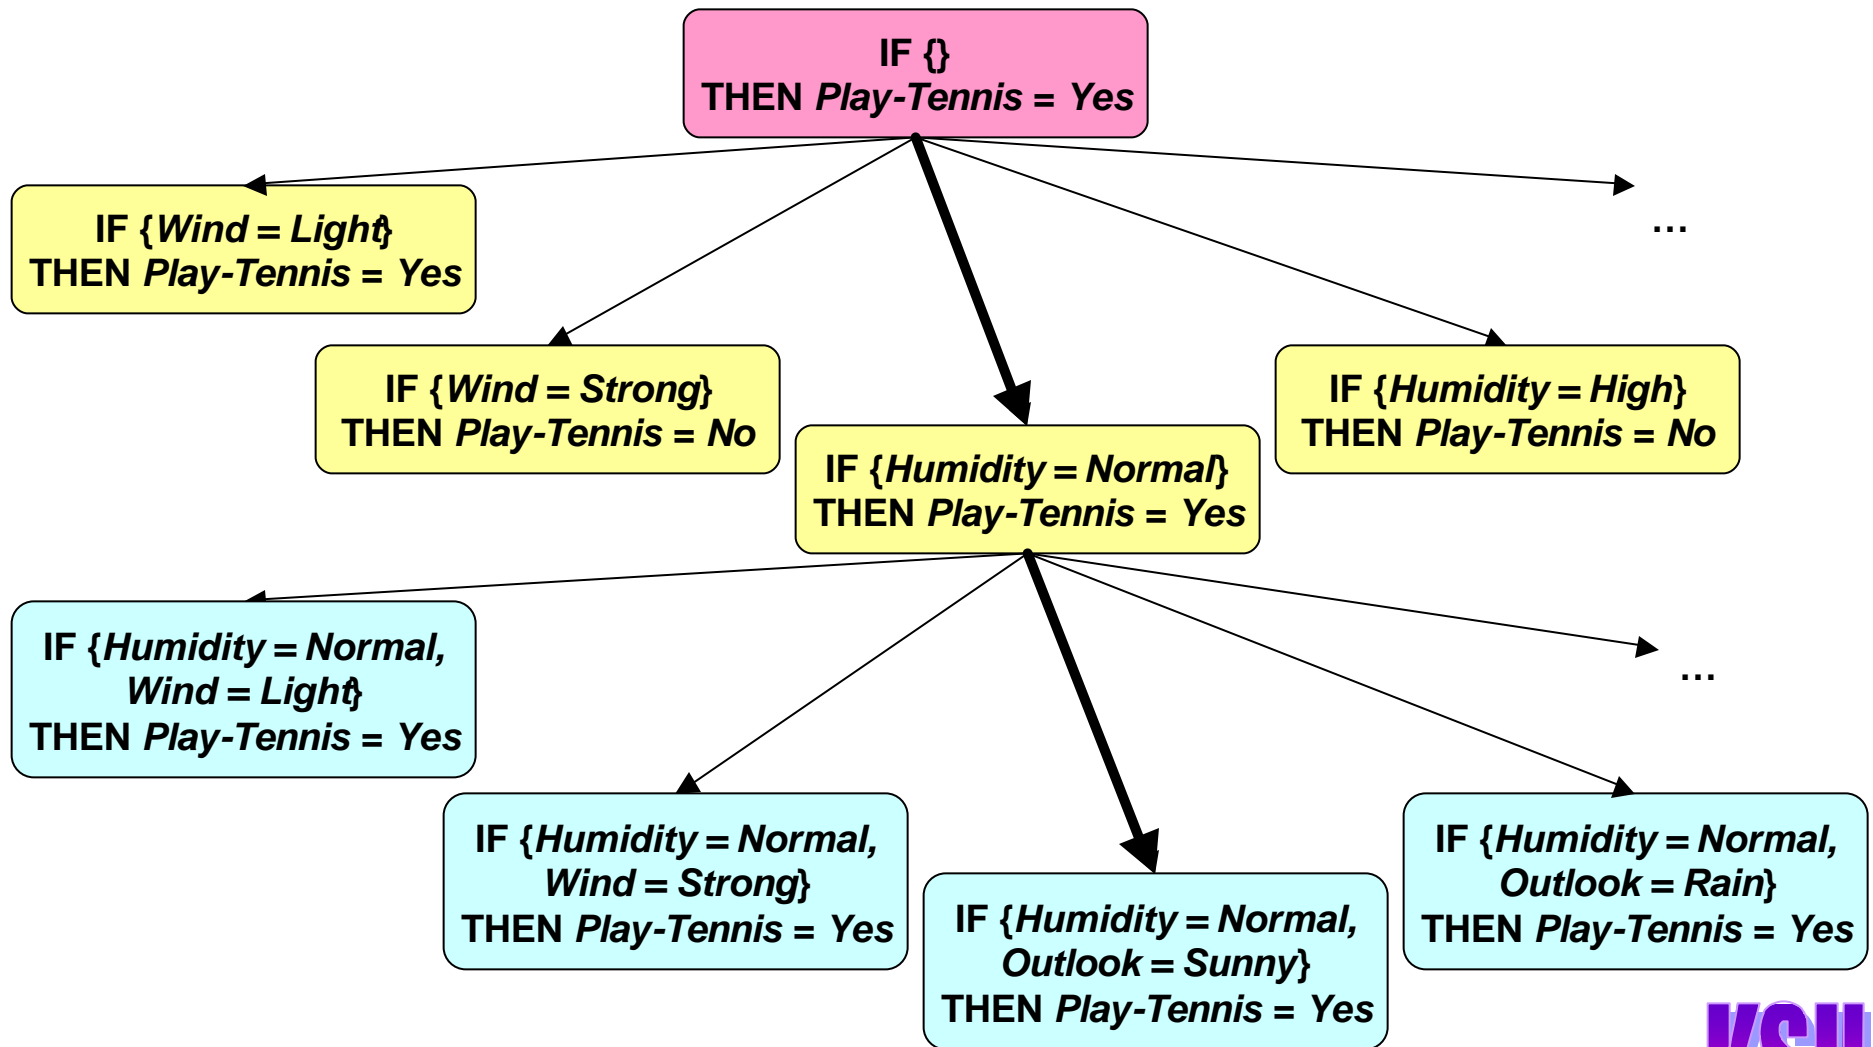 IF {}
THEN Play-Tennis = Yes
IF {Wind = Light}
THEN Play-Tennis = Yes
...
IF {Wind = Strong}
THEN Play-Tennis = No
IF {Humidity = High}
THEN Play-Tennis = No
IF {Humidity = Normal}
THEN Play-Tennis = Yes
IF {Humidity = Normal,
Wind = Light}
THEN Play-Tennis = Yes
...
IF {Humidity = Normal,
Wind = Strong}
THEN Play-Tennis = Yes
IF {Humidity = Normal,
Outlook = Sunny}
THEN Play-Tennis = Yes
IF {Humidity = Normal,
Outlook = Rain}
THEN Play-Tennis = Yes
KSU